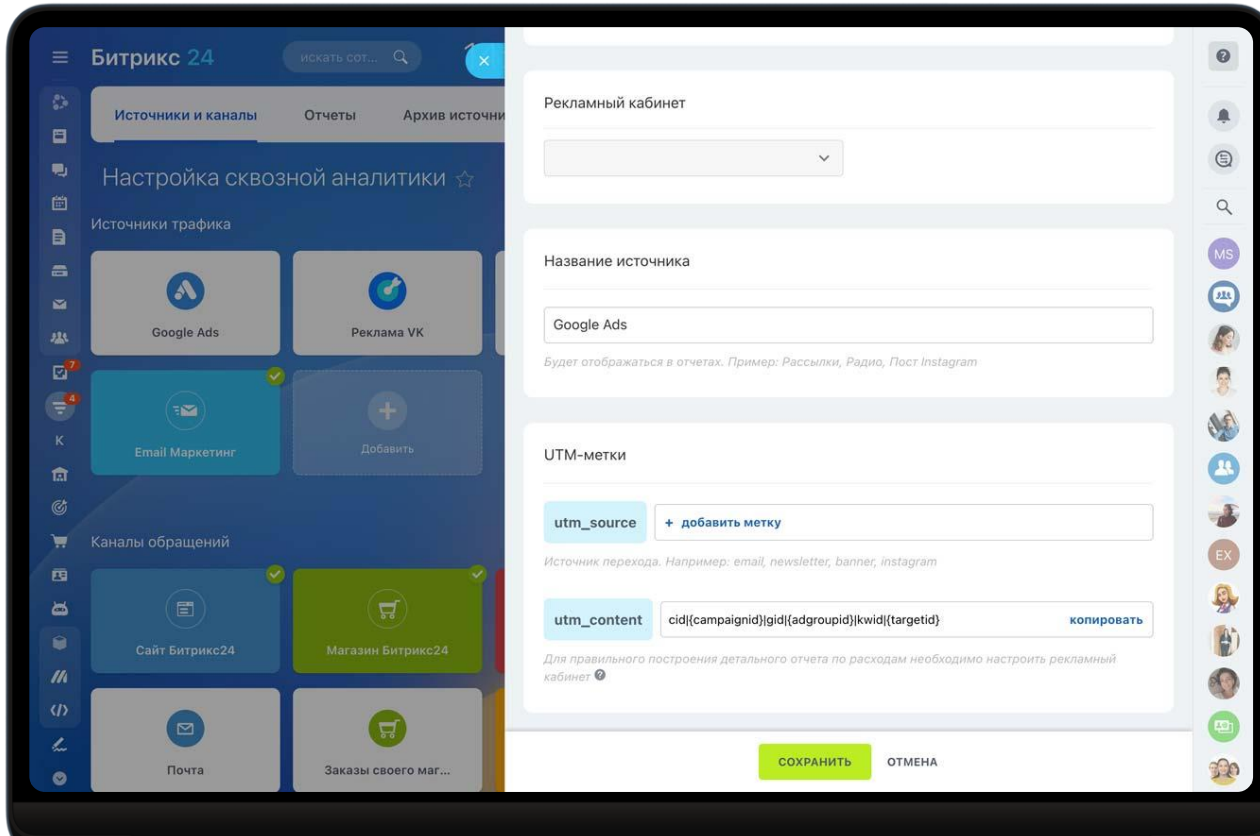 Битрикс 24
искать сот...
Источники и каналы
Отчеты
Архив источни
Настройка сквозной аналитики
Источники трафика
Google Ads
Реклама VK
Email Маркетинг
Добавить
Каналы обращений
Сайт Битрикс24
Магазин Битрикс24
Почта
Заказы своего маг...
7
4
K
Рекламный кабинет
Название источника
Google Ads
Будет отображаться в отчетах. Пример: Рассылки, Радио, Пост Instagram
UTM-метки
utm_source
+ добавить метку
Источник перехода. Например: email, newsletter, banner, instagram
utm_content
cid|{campaignid}|gid|{adgroupid}|kwid|{targetid}
копировать
Для правильного построения детального отчета по расходам необходимо настроить рекламный
кабинет ?
СОХРАНИТЬ
ОТМЕНА
?
MS
EX